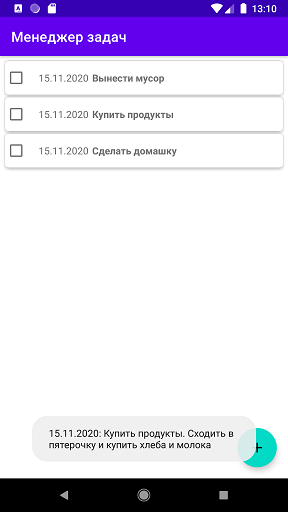 13:10
Менеджер задач
15.11.2020 Вынести мусор
15.11.2020 Купить продукты
15.11.2020 Сделать домашку
15.11.2020: Купить продукты. Сходить в
пятерочку и купить хлеба и молока
+